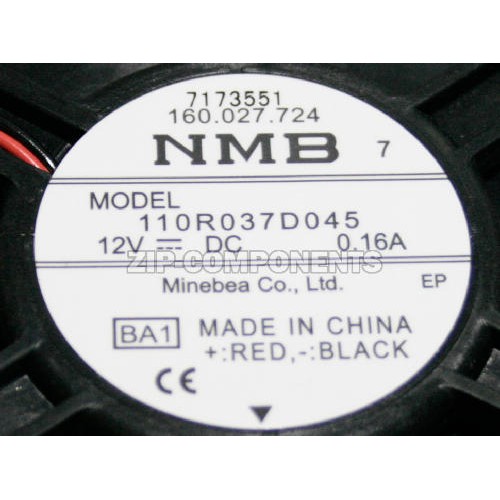 7173551
160.027.724
NMB 7
MODEL
110R037D045
12V ⎓ DC 0.16A
ZIP-COMPONENTS
Minebea Co., Ltd. EP
BA1 MADE IN CHINA
+:RED,-:BLACK
CE